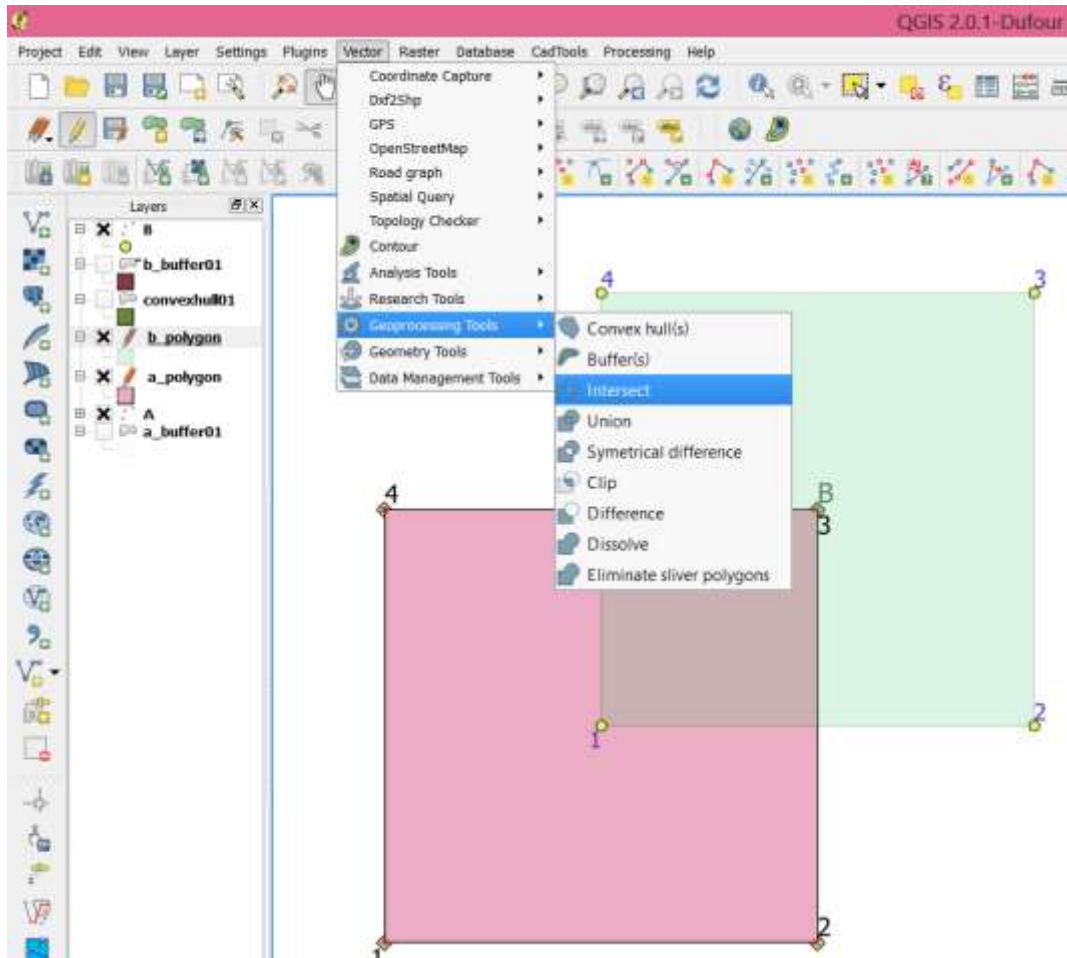 QGIS 2.0.1-Dufour
Project Edit View Layer Settings Plugins Vector Raster Database CadTools Processing Help
Coordinate Capture
Dxf2Shp
GPS
OpenStreetMap
Road graph
Spatial Query
Topology Checker
Contour
Analysis Tools
Research Tools
Geoprocessing Tools
Geometry Tools
Data Management Tools
Convex hull(s)
Buffer(s)
Intersect
Union
Symetrical difference
Clip
Difference
Dissolve
Eliminate sliver polygons
Layers
B
b_buffer01
convexhull01
b_polygon
a_polygon
A
a_buffer01
4
3
4
B
3
1
2
2
1